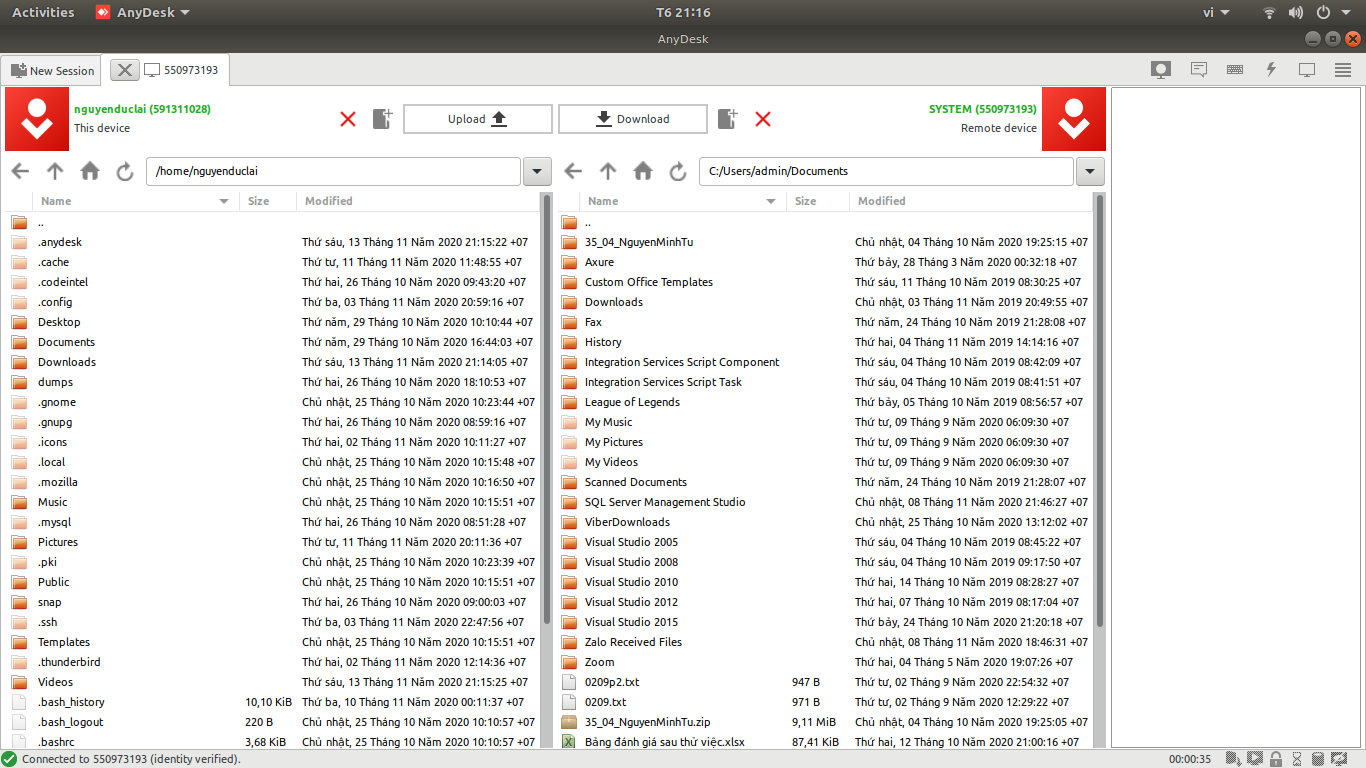 Activities AnyDesk T6 21:16 vi
AnyDesk
New Session 550973193
nguyenduclai (591311028) SYSTEM (550973193)
Upload Download
This device Remote device
/home/nguyenduclai C:/Users/admin/Documents
Name Size Modified Name Size Modified
.. ..
.anydesk Thứ sáu, 13 Tháng 11 Năm 2020 21:15:22 +07 35_04_NguyenMinhTu Chủ nhật, 04 Tháng 10 Năm 2020 19:25:15 +07
.cache Thứ tư, 11 Tháng 11 Năm 2020 11:48:55 +07 Axure Thứ bảy, 28 Tháng 3 Năm 2020 00:32:18 +07
.codeintel Thứ hai, 26 Tháng 10 Năm 2020 09:43:20 +07 Custom Office Templates Thứ sáu, 11 Tháng 10 Năm 2019 08:30:25 +07
.config Thứ ba, 03 Tháng 11 Năm 2020 20:59:16 +07 Downloads Chủ nhật, 03 Tháng 11 Năm 2019 20:49:55 +07
Desktop Thứ năm, 29 Tháng 10 Năm 2020 10:10:44 +07 Fax Thứ năm, 24 Tháng 10 Năm 2019 21:28:08 +07
Documents Thứ năm, 29 Tháng 10 Năm 2020 16:44:03 +07 History Thứ hai, 04 Tháng 11 Năm 2019 14:14:16 +07
Downloads Thứ sáu, 13 Tháng 11 Năm 2020 21:14:05 +07 Integration Services Script Component Thứ sáu, 04 Tháng 10 Năm 2019 08:42:09 +07
dumps Thứ hai, 26 Tháng 10 Năm 2020 18:10:53 +07 Integration Services Script Task Thứ sáu, 04 Tháng 10 Năm 2019 08:41:51 +07
.gnome Chủ nhật, 25 Tháng 10 Năm 2020 10:23:44 +07 League of Legends Thứ bảy, 05 Tháng 10 Năm 2019 08:56:57 +07
.gnupg Thứ hai, 26 Tháng 10 Năm 2020 08:59:16 +07 My Music Thứ tư, 09 Tháng 9 Năm 2020 06:09:30 +07
.icons Thứ hai, 02 Tháng 11 Năm 2020 10:11:27 +07 My Pictures Thứ tư, 09 Tháng 9 Năm 2020 06:09:30 +07
.local Chủ nhật, 25 Tháng 10 Năm 2020 10:15:48 +07 My Videos Thứ tư, 09 Tháng 9 Năm 2020 06:09:30 +07
.mozilla Chủ nhật, 25 Tháng 10 Năm 2020 10:16:50 +07 Scanned Documents Thứ năm, 24 Tháng 10 Năm 2019 21:28:07 +07
Music Chủ nhật, 25 Tháng 10 Năm 2020 10:15:51 +07 SQL Server Management Studio Chủ nhật, 08 Tháng 11 Năm 2020 21:46:27 +07
.mysql Thứ hai, 26 Tháng 10 Năm 2020 08:51:28 +07 ViberDownloads Chủ nhật, 25 Tháng 10 Năm 2020 13:12:02 +07
Pictures Thứ tư, 11 Tháng 11 Năm 2020 20:11:36 +07 Visual Studio 2005 Thứ sáu, 04 Tháng 10 Năm 2019 08:45:22 +07
.pki Chủ nhật, 25 Tháng 10 Năm 2020 10:23:39 +07 Visual Studio 2008 Thứ sáu, 04 Tháng 10 Năm 2019 09:17:50 +07
Public Chủ nhật, 25 Tháng 10 Năm 2020 10:15:51 +07 Visual Studio 2010 Thứ hai, 14 Tháng 10 Năm 2019 08:28:27 +07
snap Thứ hai, 26 Tháng 10 Năm 2020 09:00:03 +07 Visual Studio 2012 Thứ hai, 07 Tháng 10 Năm 2019 08:17:04 +07
.ssh Thứ ba, 03 Tháng 11 Năm 2020 22:47:56 +07 Visual Studio 2015 Thứ bảy, 24 Tháng 10 Năm 2020 21:20:18 +07
Templates Chủ nhật, 25 Tháng 10 Năm 2020 10:15:51 +07 Zalo Received Files Chủ nhật, 08 Tháng 11 Năm 2020 18:46:31 +07
.thunderbird Thứ hai, 02 Tháng 11 Năm 2020 12:14:36 +07 Zoom Thứ hai, 04 Tháng 5 Năm 2020 19:07:26 +07
Videos Thứ sáu, 13 Tháng 11 Năm 2020 21:15:25 +07 0209p2.txt 947 B Thứ tư, 02 Tháng 9 Năm 2020 22:54:32 +07
.bash_history 10,10 KiB Thứ ba, 10 Tháng 11 Năm 2020 00:11:37 +07 0209.txt 971 B Thứ tư, 02 Tháng 9 Năm 2020 12:29:22 +07
.bash_logout 220 B Chủ nhật, 25 Tháng 10 Năm 2020 10:10:57 +07 35_04_NguyenMinhTu.zip 9,11 MiB Chủ nhật, 04 Tháng 10 Năm 2020 19:25:05 +07
.bashrc 3,68 KiB Chủ nhật, 25 Tháng 10 Năm 2020 10:10:57 +07 Bảng đánh giá sau thử việc.xlsx 87,41 KiB Thứ hai, 12 Tháng 10 Năm 2020 21:00:16 +07
Connected to 550973193 (identity verified). 00:00:35